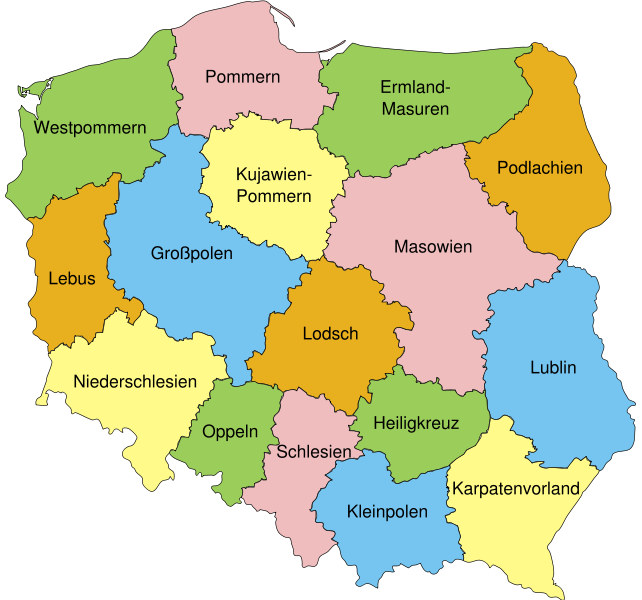 Pommern
Ermland-
Masuren
Westpommern
Podlachien
Kujawien-
Pommern
Großpolen
Masowien
Lebus
Lodsch
Lublin
Niederschlesien
Heiligkreuz
Oppeln
Schlesien
Karpatenvorland
Kleinpolen